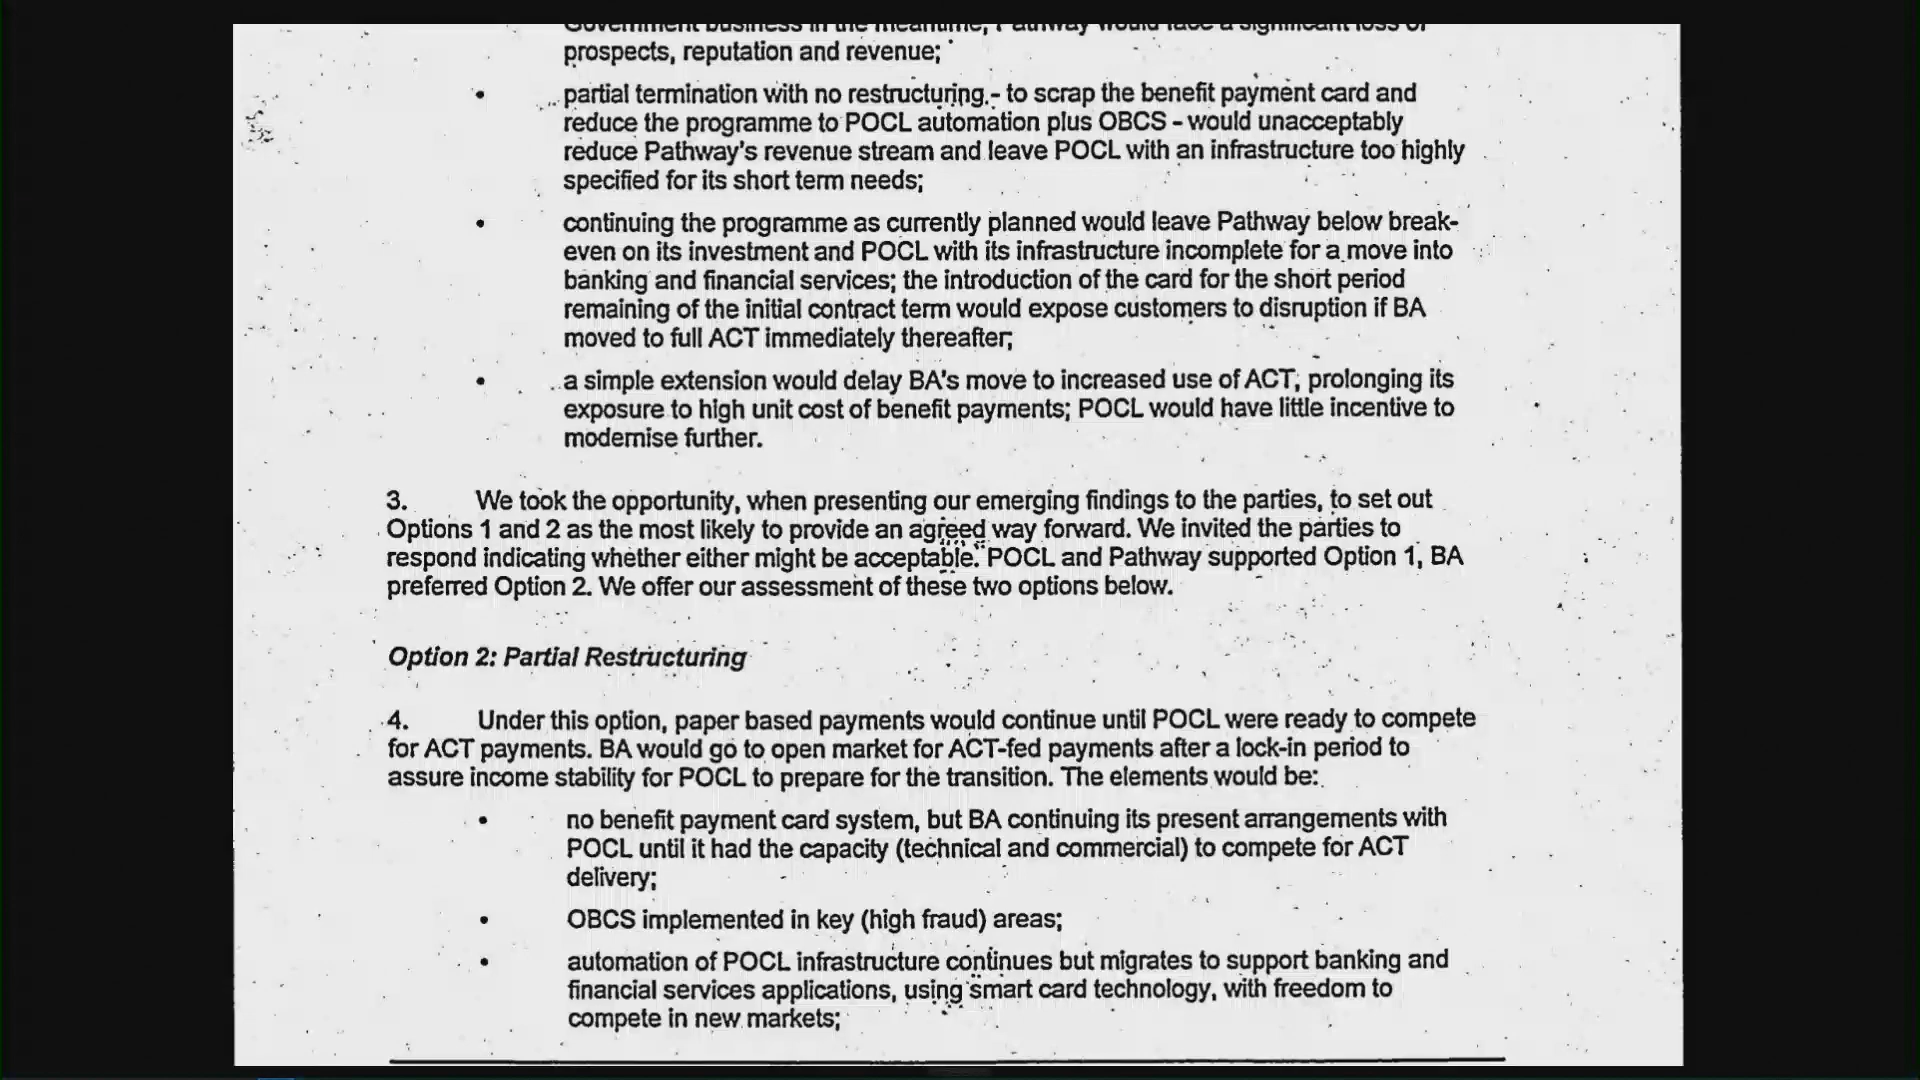 Government business in the meantime, Pathway would face a significant loss of
prospects, reputation and revenue;
• partial termination with no restructuring.- to scrap the benefit payment card and
reduce the programme to POCL automation plus OBCS - would unacceptably
reduce Pathway's revenue stream and leave POCL with an infrastructure too highly
specified for its short term needs;
• continuing the programme as currently planned would leave Pathway below break-
even on its investment and POCL with its infrastructure incomplete for a move into
banking and financial services; the introduction of the card for the short period
remaining of the initial contract term would expose customers to disruption if BA
moved to full ACT immediately thereafter;
• a simple extension would delay BA's move to increased use of ACT, prolonging its
exposure to high unit cost of benefit payments; POCL would have little incentive to
modernise further.
3. We took the opportunity, when presenting our emerging findings to the parties, to set out
Options 1 and 2 as the most likely to provide an agreed way forward. We invited the parties to
respond indicating whether either might be acceptable. POCL and Pathway supported Option 1, BA
preferred Option 2. We offer our assessment of these two options below.
Option 2: Partial Restructuring
4. Under this option, paper based payments would continue until POCL were ready to compete
for ACT payments. BA would go to open market for ACT-fed payments after a lock-in period to
assure income stability for POCL to prepare for the transition. The elements would be:
• no benefit payment card system, but BA continuing its present arrangements with
POCL until it had the capacity (technical and commercial) to compete for ACT
delivery;
• OBCS implemented in key (high fraud) areas;
• automation of POCL infrastructure continues but migrates to support banking and
financial services applications, using smart card technology, with freedom to
compete in new markets;